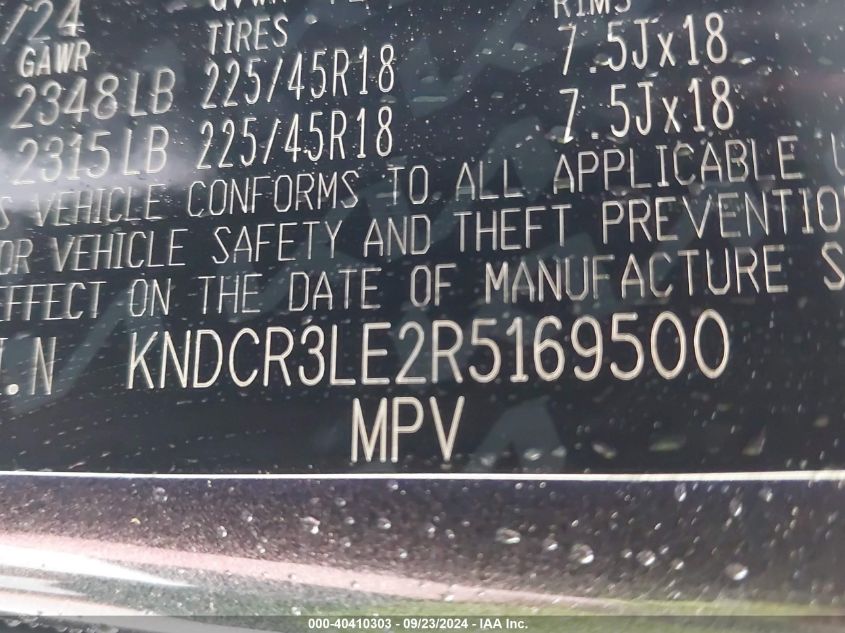 /24
GAWR TIRES RIMS
2348LB 225/45R18 7.5Jx18
2315LB 225/45R18 7.5Jx18
VEHICLE CONFORMS TO ALL APPLICABLE U
OR VEHICLE SAFETY AND THEFT PREVENTIO
EFFECT ON THE DATE OF MANUFACTURE S
.N KNDCR3LE2R5169500
MPV
000-40410303 - 09/23/2024 - IAA Inc.